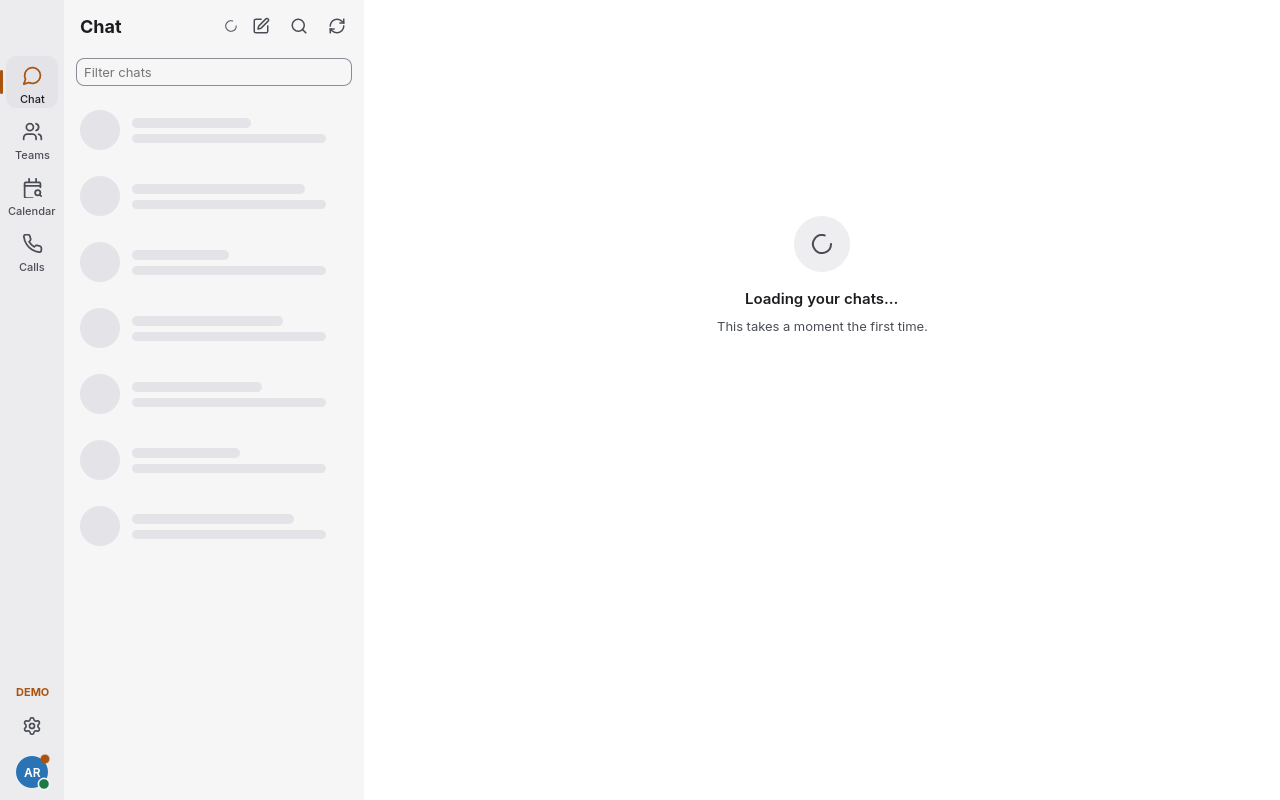 Chat
Filter chats
Chat
Teams
Calendar
Calls
Loading your chats...
This takes a moment the first time.
DEMO
AR